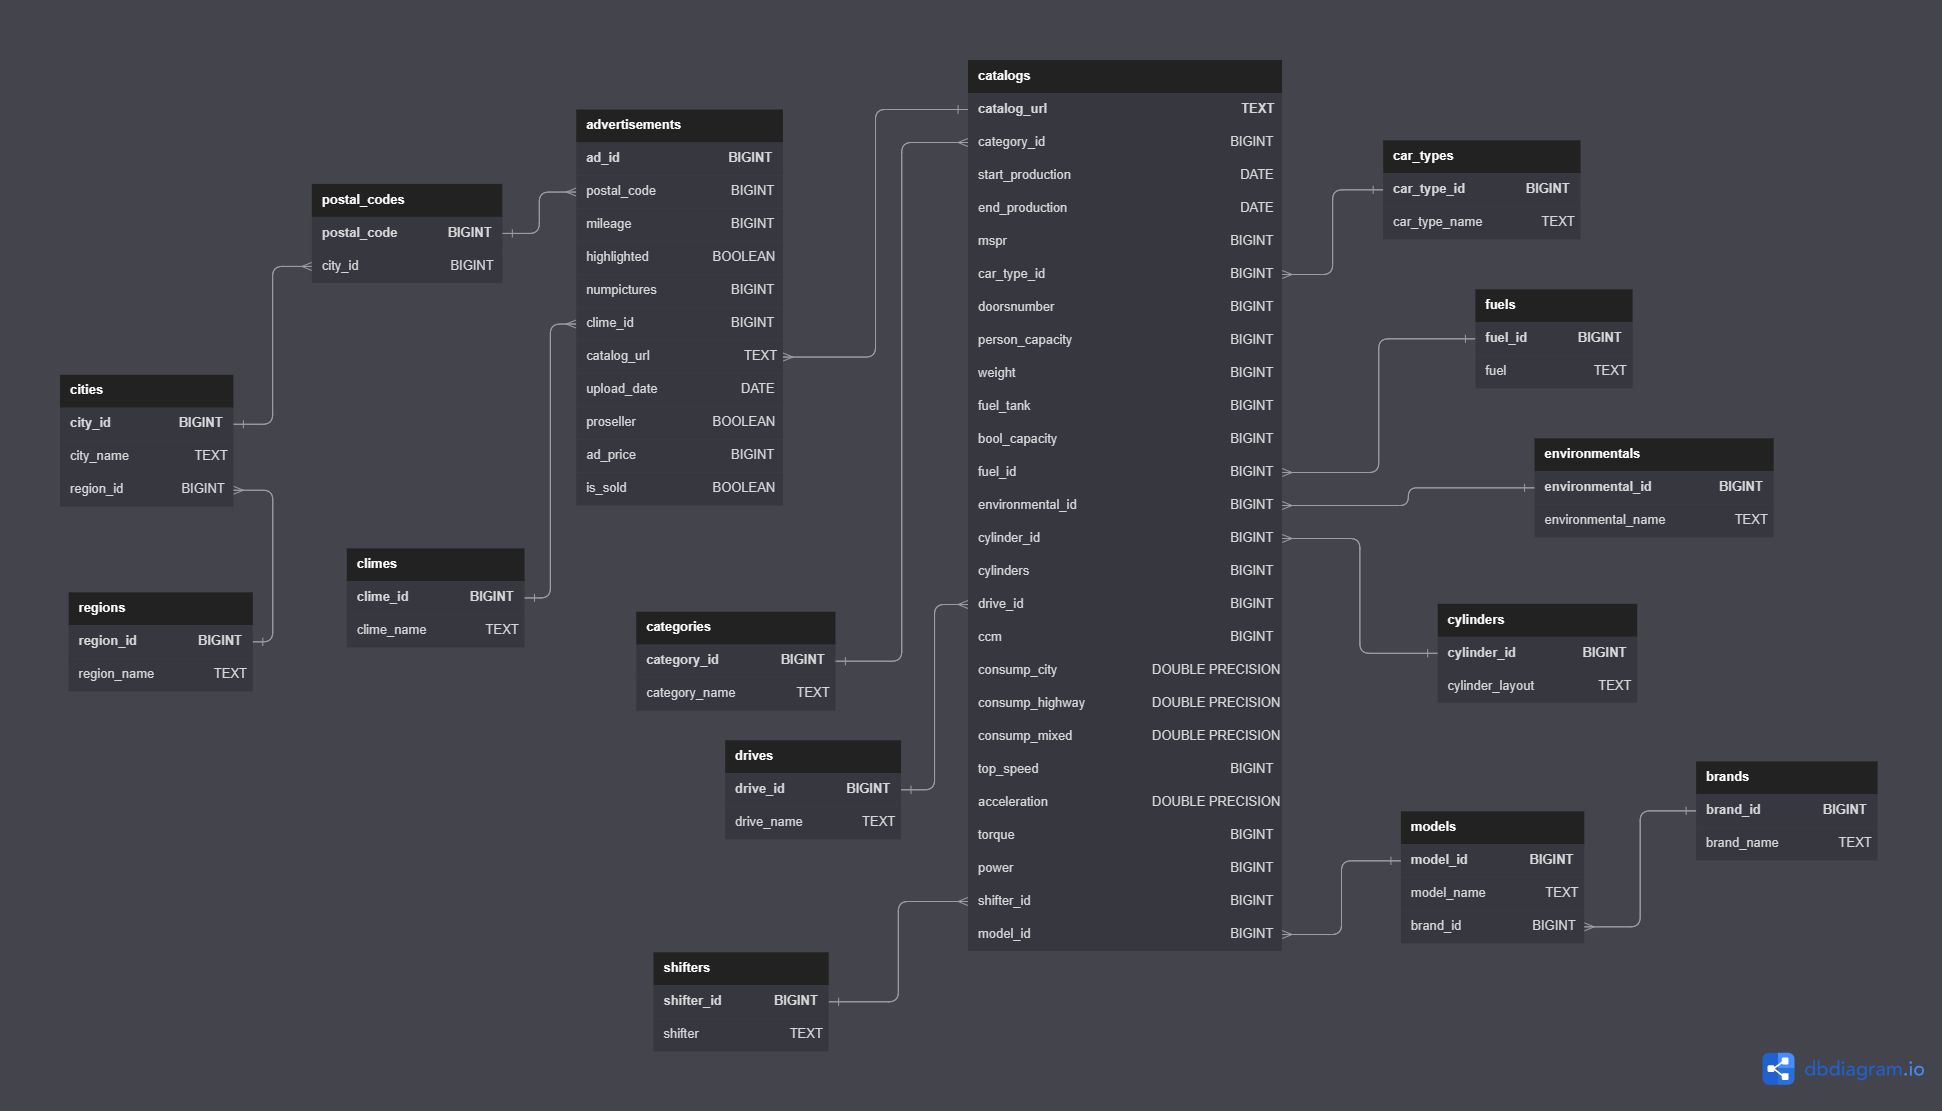 catalogs
catalog_url TEXT
category_id BIGINT
start_production DATE
end_production DATE
mspr BIGINT
car_type_id BIGINT
doorsnumber BIGINT
person_capacity BIGINT
weight BIGINT
fuel_tank BIGINT
bool_capacity BIGINT
fuel_id BIGINT
environmental_id BIGINT
cylinder_id BIGINT
cylinders BIGINT
drive_id BIGINT
ccm BIGINT
consump_city DOUBLE PRECISION
consump_highway DOUBLE PRECISION
consump_mixed DOUBLE PRECISION
top_speed BIGINT
acceleration DOUBLE PRECISION
torque BIGINT
power BIGINT
shifter_id BIGINT
model_id BIGINT
advertisements
ad_id BIGINT
postal_code BIGINT
mileage BIGINT
highlighted BOOLEAN
numpictures BIGINT
clime_id BIGINT
catalog_url TEXT
upload_date DATE
proseller BOOLEAN
ad_price BIGINT
is_sold BOOLEAN
postal_codes
postal_code BIGINT
city_id BIGINT
cities
city_id BIGINT
city_name TEXT
region_id BIGINT
regions
region_id BIGINT
region_name TEXT
climes
clime_id BIGINT
clime_name TEXT
categories
category_id BIGINT
category_name TEXT
drives
drive_id BIGINT
drive_name TEXT
shifters
shifter_id BIGINT
shifter TEXT
car_types
car_type_id BIGINT
car_type_name TEXT
fuels
fuel_id BIGINT
fuel TEXT
environmentals
environmental_id BIGINT
environmental_name TEXT
cylinders
cylinder_id BIGINT
cylinder_layout TEXT
models
model_id BIGINT
model_name TEXT
brand_id BIGINT
brands
brand_id BIGINT
brand_name TEXT
dbdiagram.io